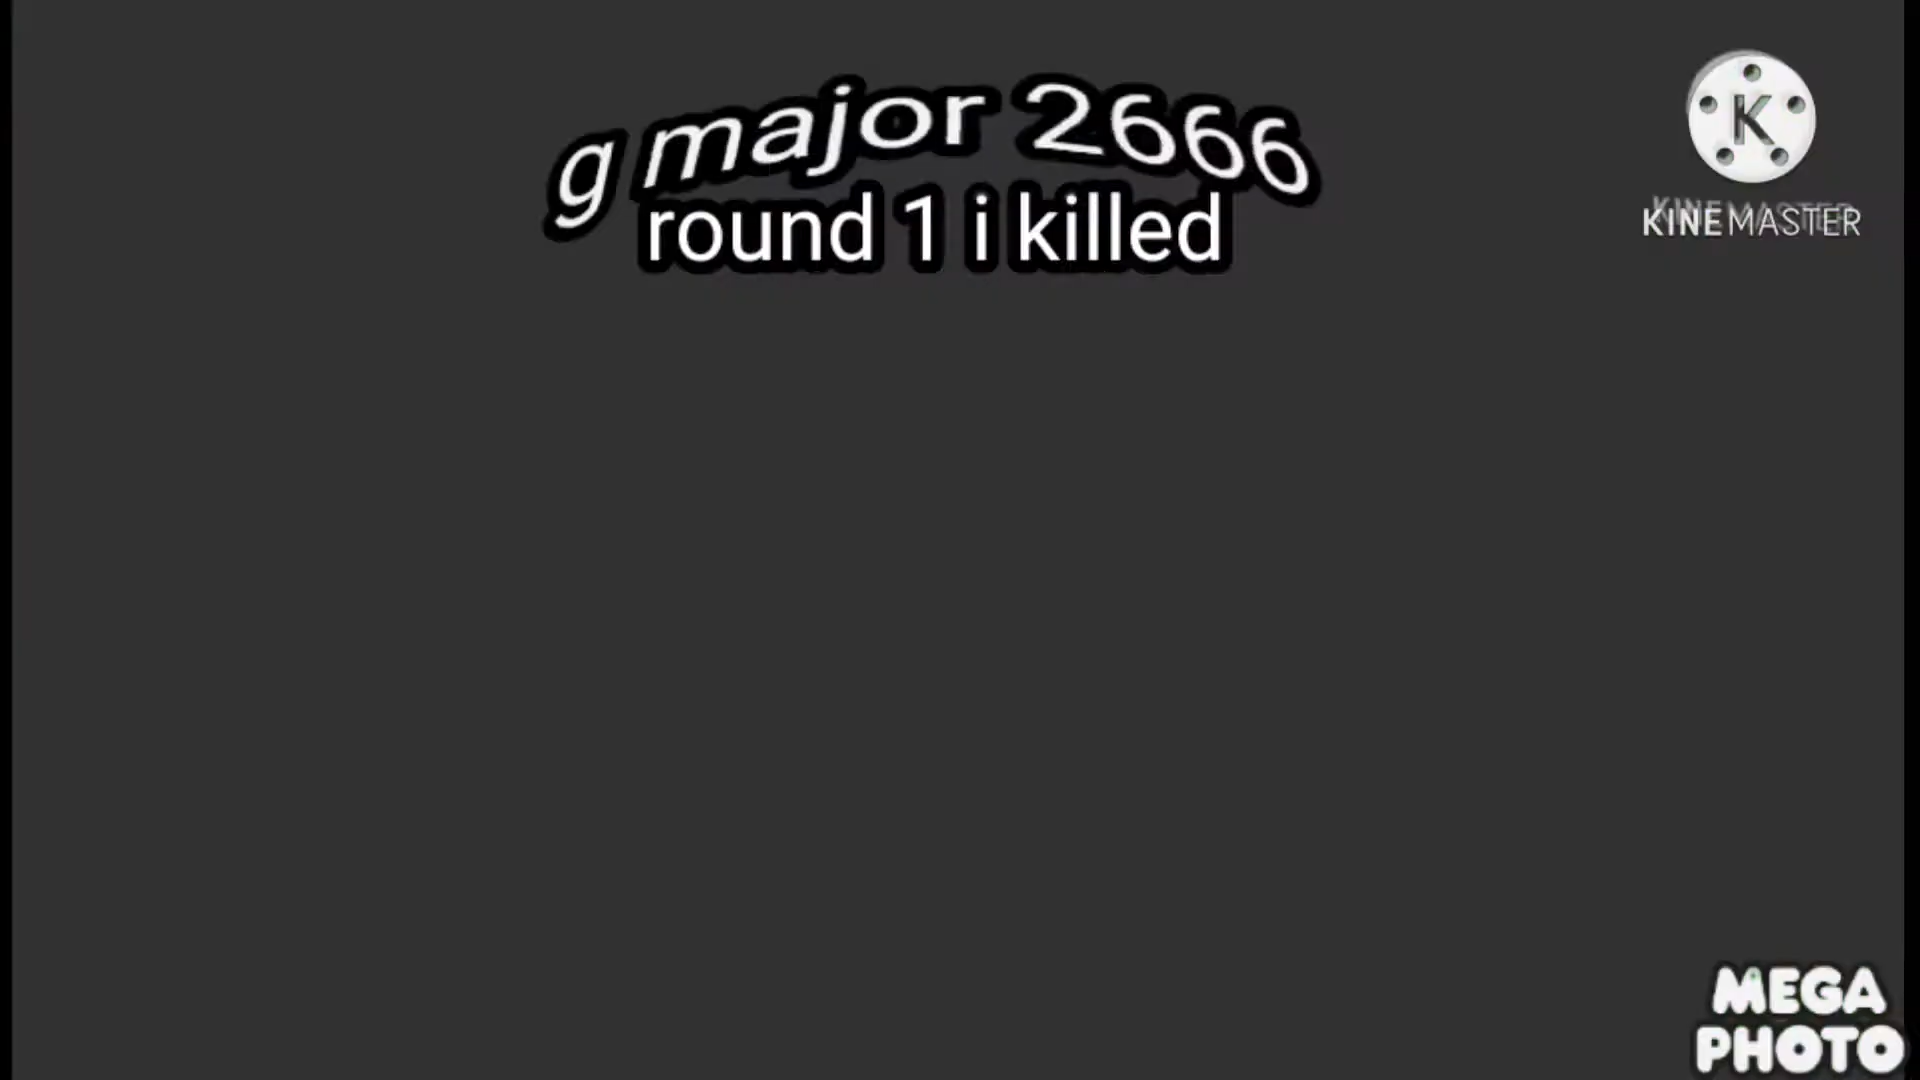 g major 2666
round 1 i killed
K
KINEMASTER
MEGA
PHOTO